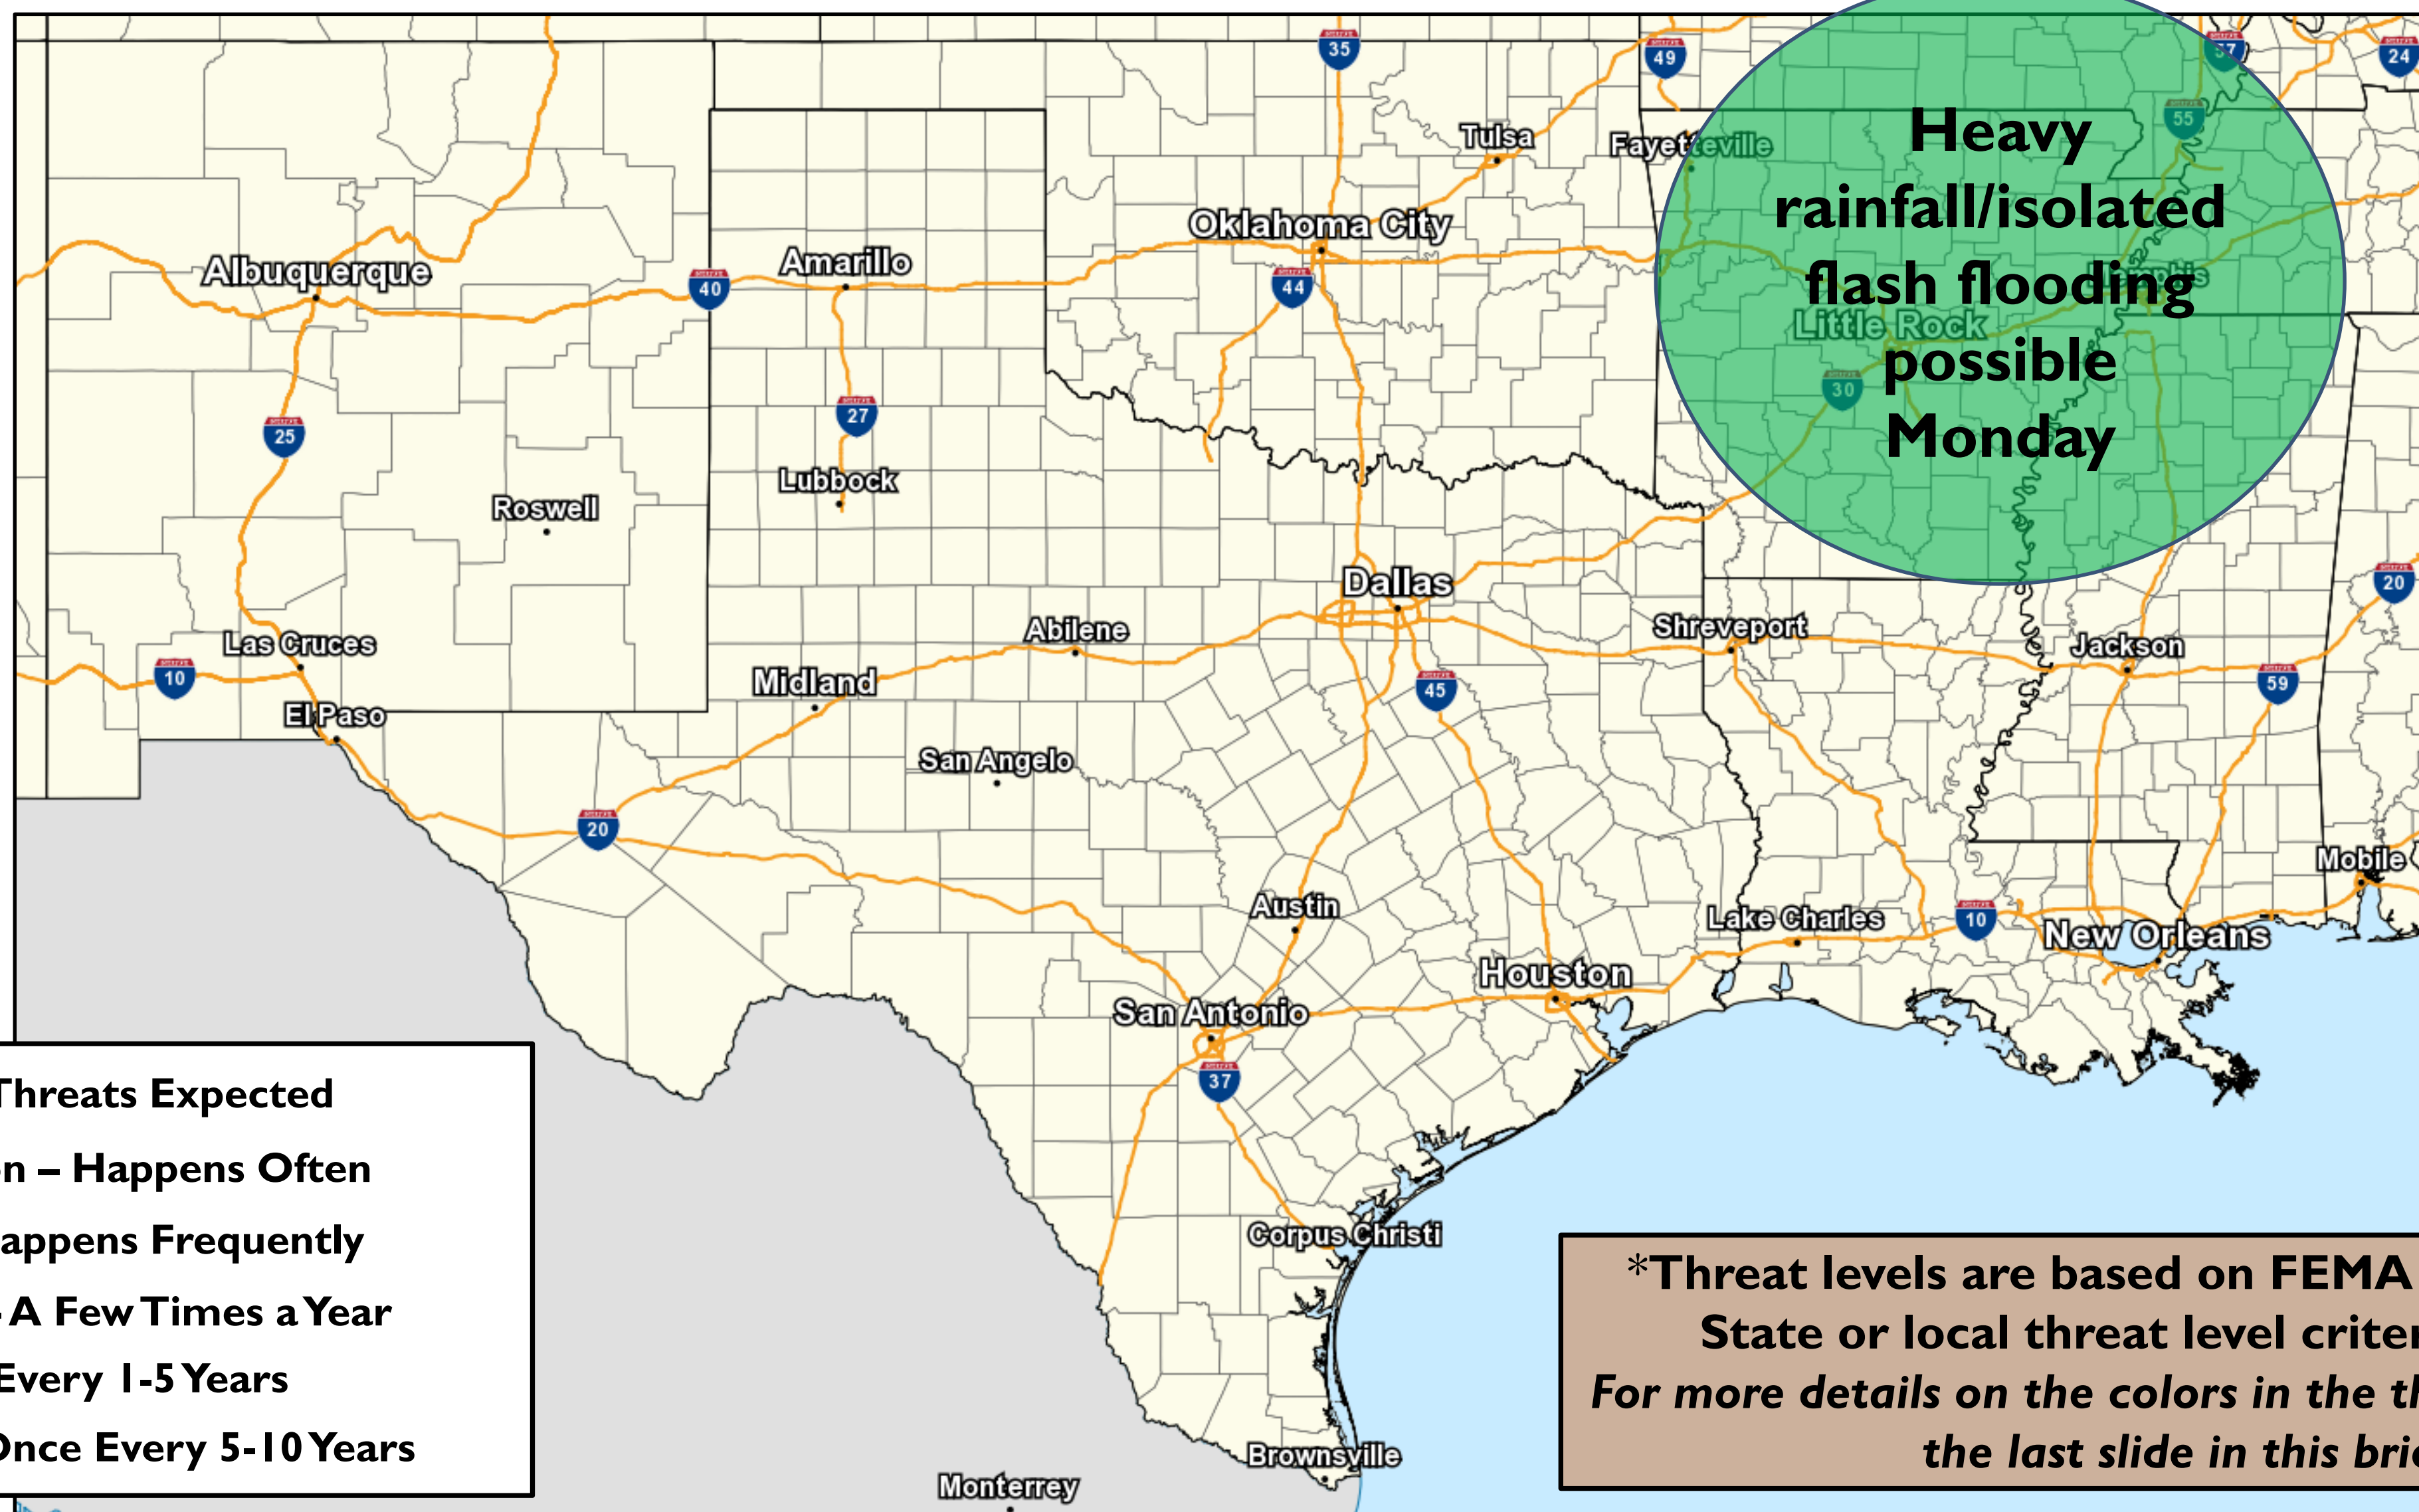 35
49
57
24
55
Heavy
rainfall/isolated
flash flooding
possible
Monday
Tulsa
Fayetteville
Oklahoma City
Albuquerque
Amarillo
40
44
Memphis
Little Rock
30
25
27
Lubbock
Roswell
Dallas
20
Las Cruces
Abilene
Shreveport
Jackson
10
Midland
45
59
El Paso
San Angelo
20
Mobile
Austin
Lake Charles
10
New Orleans
Houston
San Antonio
37
Corpus Christi
Brownsville
Monterrey
Threats Expected
n – Happens Often
appens Frequently
- A Few Times a Year
Every 1-5 Years
Once Every 5-10 Years
*Threat levels are based on FEMA
State or local threat level criter
For more details on the colors in the th
the last slide in this brie